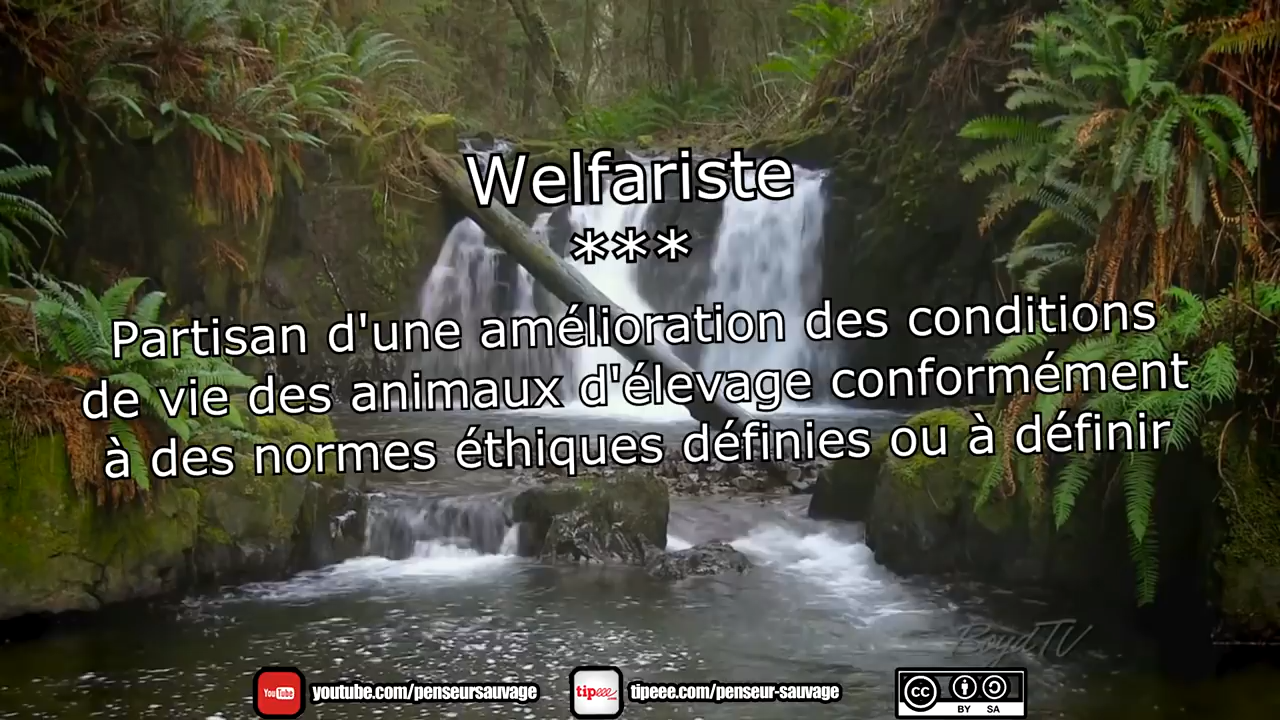 Welfariste
***
Partisan d'une amélioration des conditions
de vie des animaux d'élevage conformément
à des normes éthiques définies ou à définir
BoydTV
YouTube youtube.com/penseursauvage tipeee tipeee.com/penseur-sauvage cc
BY SA